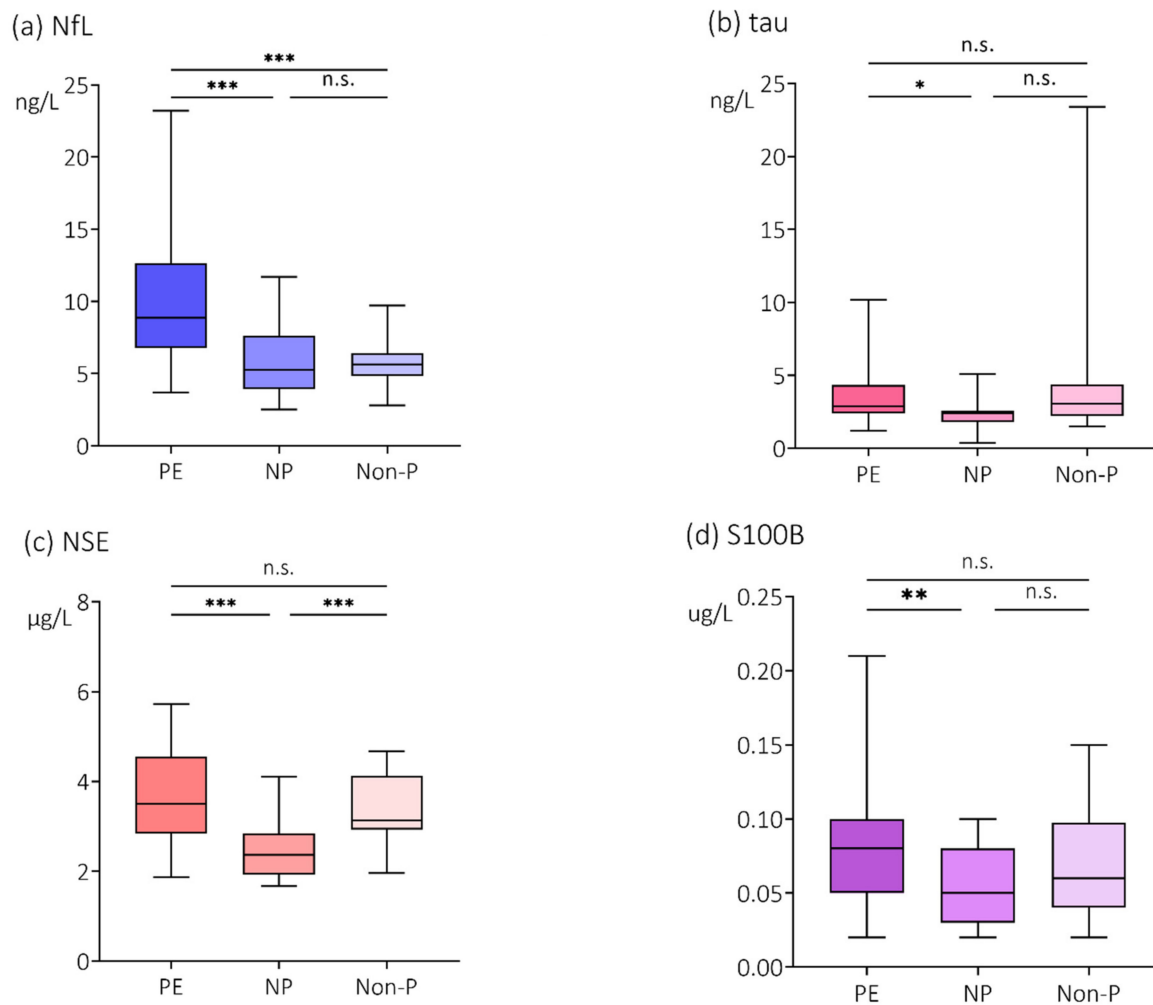 (a) NfL
***
***
n.s.
ng/L
25
20
15
10
5
0
PE
NP
Non-P
(b) tau
n.s.
*
n.s.
ng/L
25
20
15
10
5
0
PE
NP
Non-P
(c) NSE
n.s.
***
***
µg/L
8
6
4
2
0
PE
NP
Non-P
(d) S100B
n.s.
**
n.s.
ug/L
0.25
0.20
0.15
0.10
0.05
0.00
PE
NP
Non-P